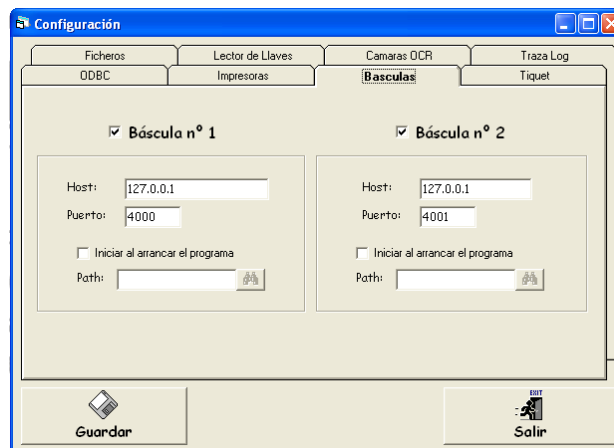 Configuración
Ficheros Lector de Llaves Camaras OCR Traza Log
ODBC Impresoras Basculas Tiquet
Báscula nº 1 Báscula nº 2
Host: 127.0.0.1 Host: 127.0.0.1
Puerto: 4000 Puerto: 4001
Iniciar al arrancar el programa Iniciar al arrancar el programa
Path: Path:
EXIT
Guardar Salir